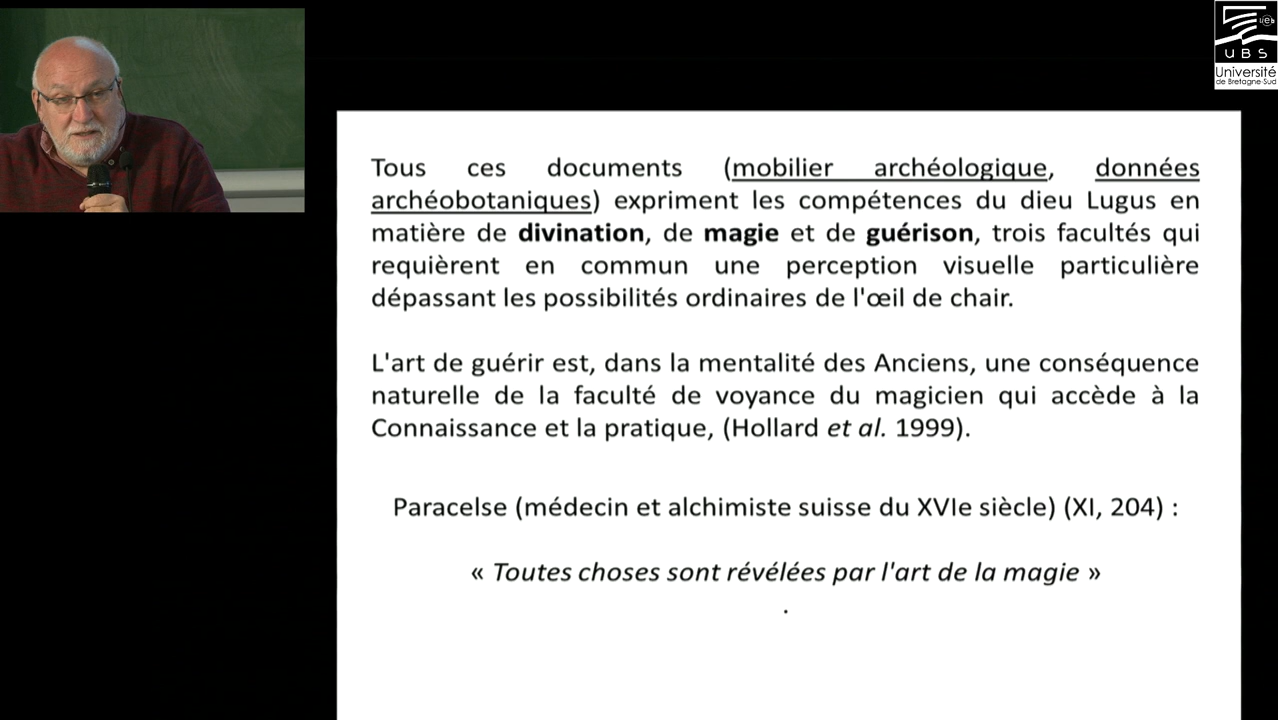 UBS
Université
de Bretagne-Sud
Tous ces documents (mobilier archéologique, données
archéobotaniques) expriment les compétences du dieu Lugus en
matière de divination, de magie et de guérison, trois facultés qui
requièrent en commun une perception visuelle particulière
dépassant les possibilités ordinaires de l'œil de chair.
L'art de guérir est, dans la mentalité des Anciens, une conséquence
naturelle de la faculté de voyance du magicien qui accède à la
Connaissance et la pratique, (Hollard et al. 1999).
Paracelse (médecin et alchimiste suisse du XVIe siècle) (XI, 204) :
« Toutes choses sont révélées par l'art de la magie »
.